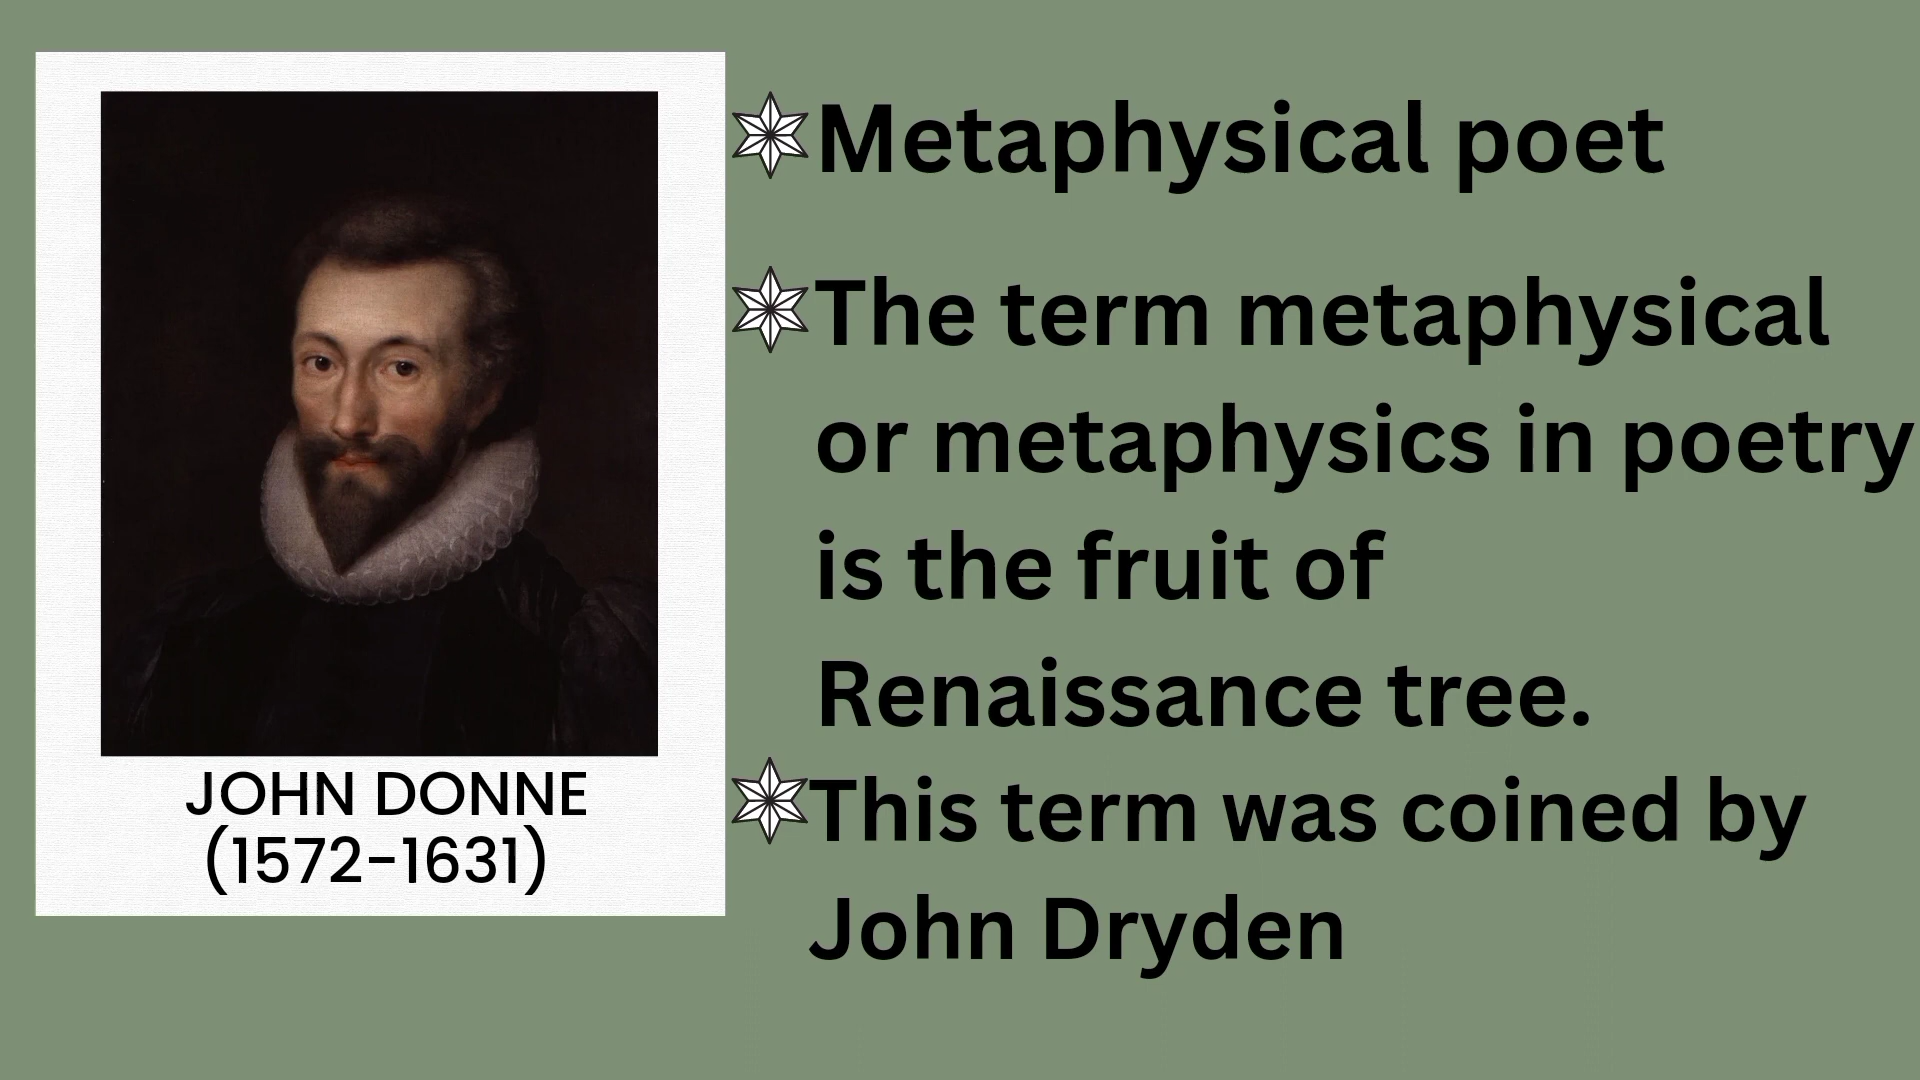 JOHN DONNE
(1572-1631)
Metaphysical poet
The term metaphysical
or metaphysics in poetry
is the fruit of
Renaissance tree.
This term was coined by
John Dryden